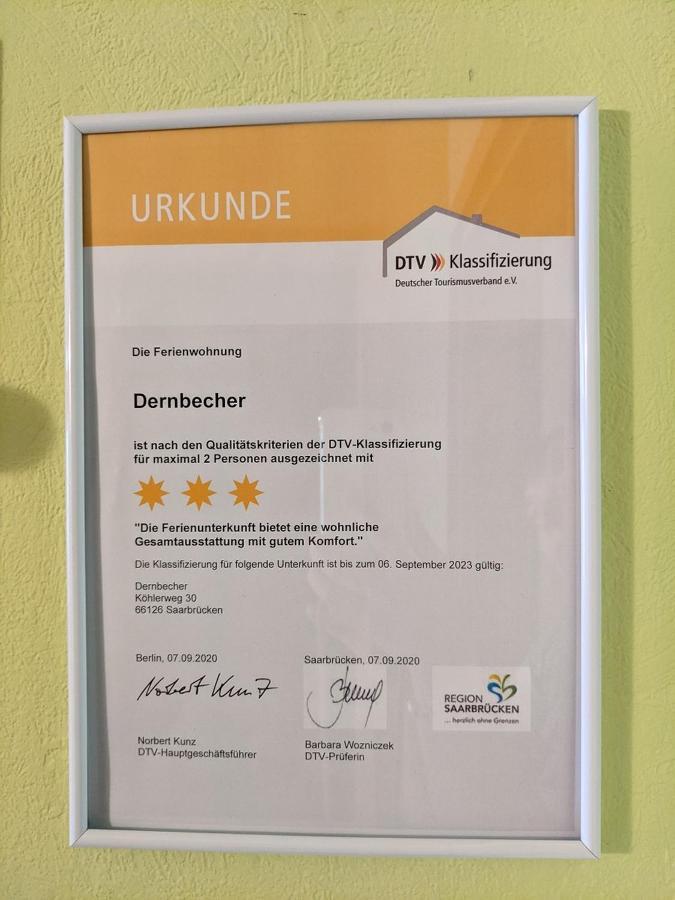 URKUNDE
DTV Klassifizierung
Deutscher Tourismusverband e.V.
Die Ferienwohnung
Dernbecher
ist nach den Qualitätskriterien der DTV-Klassifizierung
für maximal 2 Personen ausgezeichnet mit
"Die Ferienunterkunft bietet eine wohnliche
Gesamtausstattung mit gutem Komfort."
Die Klassifizierung für folgende Unterkunft ist bis zum 06. September 2023 gültig:
Dernbecher
Köhlerweg 30
66126 Saarbrücken
Berlin, 07.09.2020
Saarbrücken, 07.09.2020
Norbert Kunz
REGION
SAARBRÜCKEN
... herzlich ohne Grenzen
Norbert Kunz
DTV-Hauptgeschäftsführer
Barbara Wozniczek
DTV-Prüferin